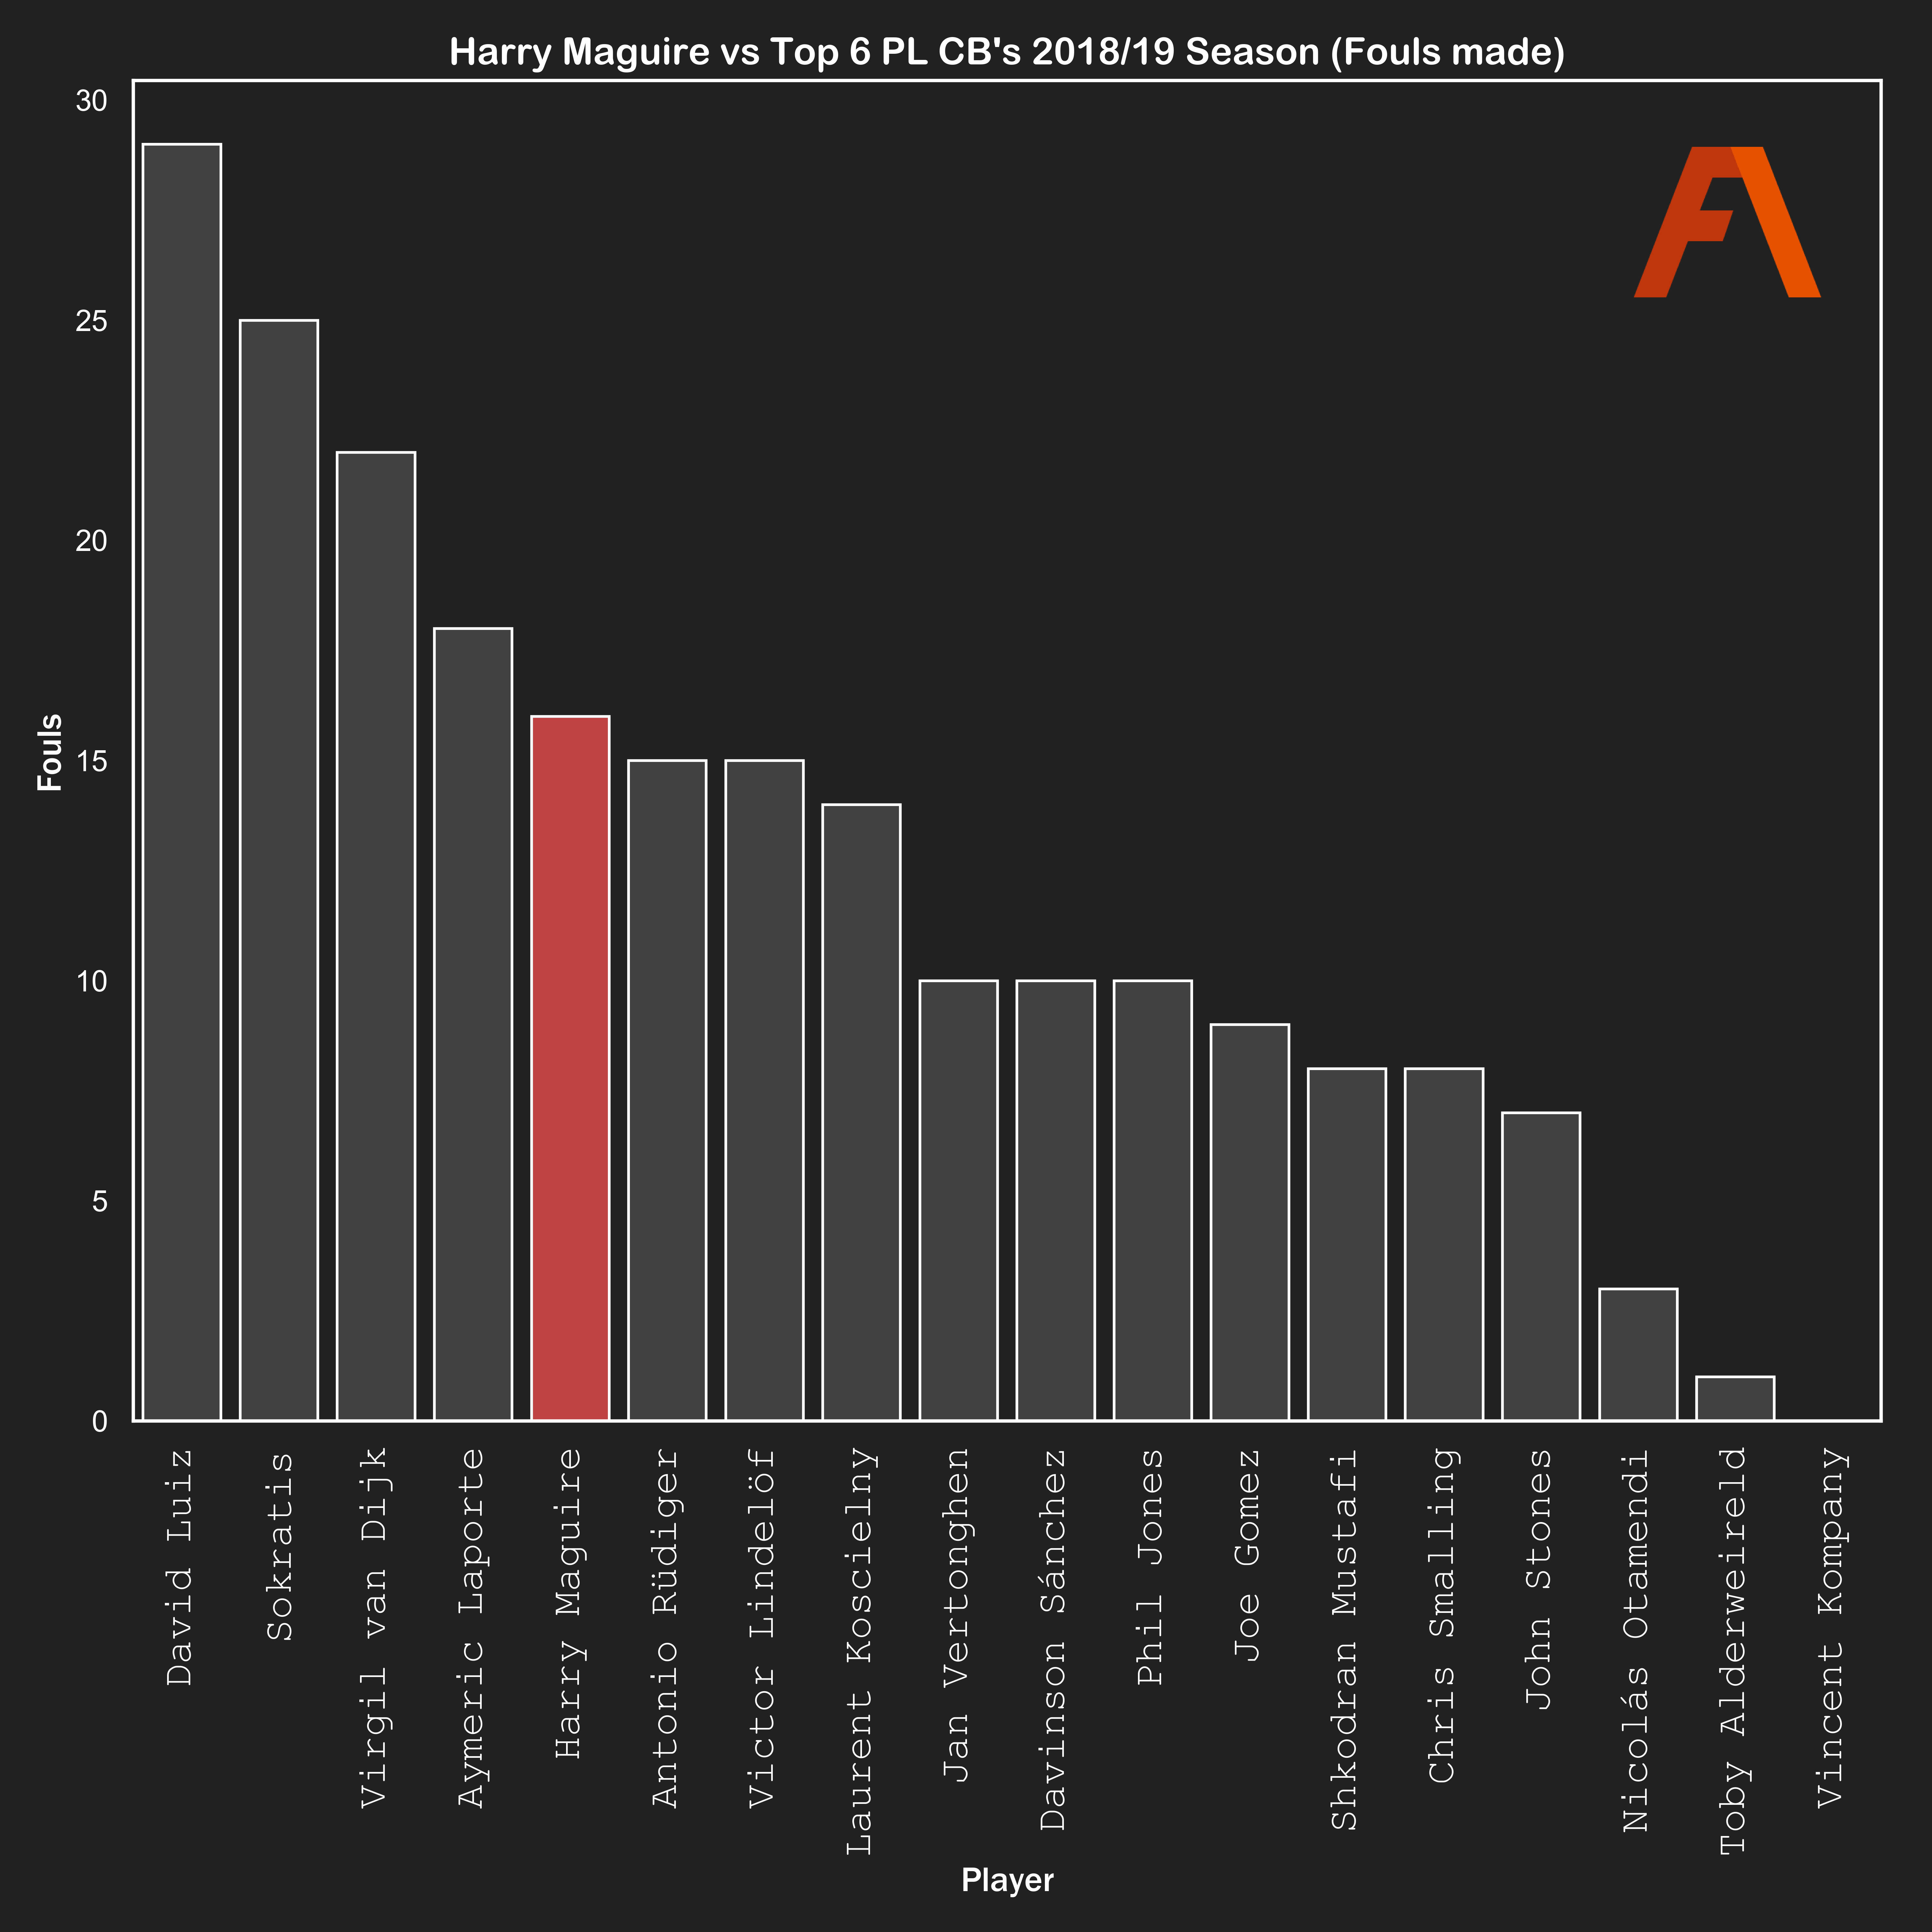 Harry Maguire vs Top 6 PL CB's 2018/19 Season (Fouls made)
30
25
20
15
10
5
0
Fouls
David Luiz
Sokratis
Virgil van Dijk
Aymeric Laporte
Harry Maguire
Antonio Rüdiger
Victor Lindelöf
Laurent Koscielny
Jan Vertonghen
Davinson Sánchez
Phil Jones
Joe Gomez
Shkodran Mustafi
Chris Smalling
John Stones
Nicolás Otamendi
Toby Alderweireld
Vincent Kompany
Player